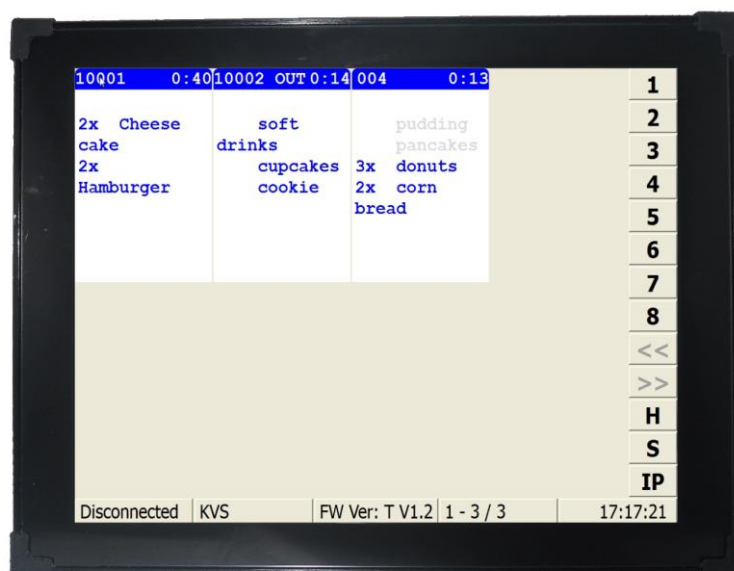 10001 0:40
2x Cheese
cake
2x
Hamburger
10002 OUT 0:14
soft
drinks
cupcakes
cookie
004 0:13
pudding
pancakes
3x donuts
2x corn
bread
1
2
3
4
5
6
7
8
<<
>>
H
S
IP
Disconnected KVS FW Ver: T V1.2 1 - 3 / 3 17:17:21